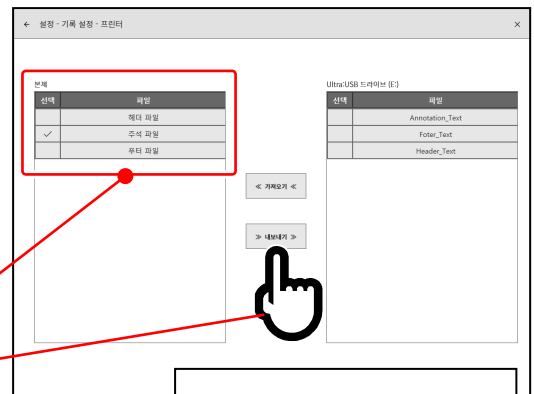 ← 설정 - 기록 설정 - 프린터 ×
본체
선택 파일
헤더 파일
✓ 주석 파일
푸터 파일
≪ 가져오기 ≪
≫ 내보내기 ≫
Ultra:USB 드라이브 (E:)
선택 파일
Annotation_Text
Foter_Text
Header_Text